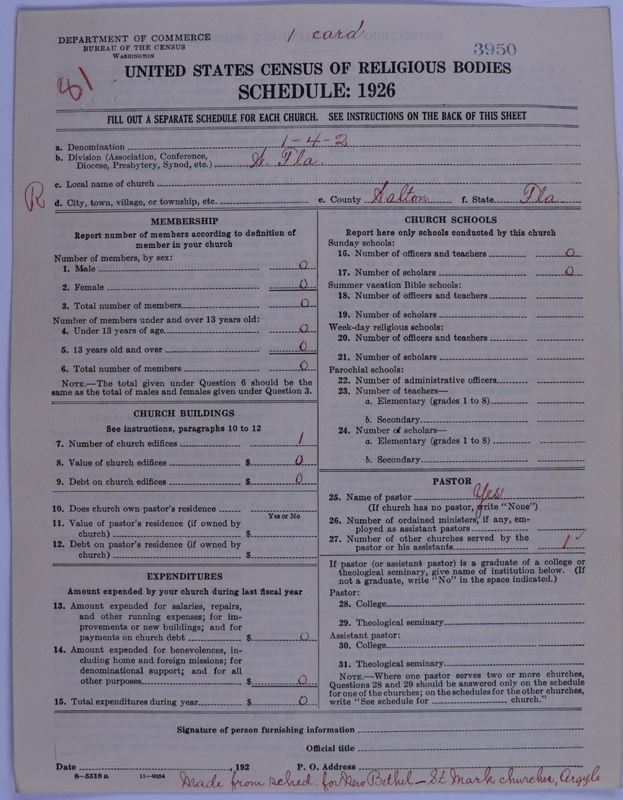 DEPARTMENT OF COMMERCE
BUREAU OF THE CENSUS
WASHINGTON
1 card
3950
81
UNITED STATES CENSUS OF RELIGIOUS BODIES
SCHEDULE: 1926
FILL OUT A SEPARATE SCHEDULE FOR EACH CHURCH. SEE INSTRUCTIONS ON THE BACK OF THIS SHEET
a. Denomination 1-4-2
b. Division (Association, Conference,
Diocese, Presbytery, Synod, etc.) Fla.
c. Local name of church
R
d. City, town, village, or township, etc. e. County Walton f. State Fla
MEMBERSHIP
Report number of members according to definition of
member in your church
Number of members, by sex:
1. Male 0
2. Female 0
3. Total number of members 0
Number of members under and over 13 years old:
4. Under 13 years of age 0
5. 13 years old and over 0
6. Total number of members 0
NOTE.—The total given under Question 6 should be the
same as the total of males and females given under Question 3.
CHURCH BUILDINGS
See instructions, paragraphs 10 to 12
7. Number of church edifices 1
8. Value of church edifices $ 0
9. Debt on church edifices $ 0
10. Does church own pastor's residence
Yes or No
11. Value of pastor's residence (if owned by
church) $
12. Debt on pastor's residence (if owned by
church) $
EXPENDITURES
Amount expended by your church during last fiscal year
13. Amount expended for salaries, repairs,
and other running expenses; for im-
provements or new buildings; and for
payments on church debt $ 0
14. Amount expended for benevolences, in-
cluding home and foreign missions; for
denominational support; and for all
other purposes $ 0
15. Total expenditures during year $ 0
CHURCH SCHOOLS
Report here only schools conducted by this church
Sunday schools:
16. Number of officers and teachers 0
17. Number of scholars 0
Summer vacation Bible schools:
18. Number of officers and teachers
19. Number of scholars
Week-day religious schools:
20. Number of officers and teachers
21. Number of scholars
Parochial schools:
22. Number of administrative officers
23. Number of teachers—
a. Elementary (grades 1 to 8)
b. Secondary
24. Number of scholars—
a. Elementary (grades 1 to 8)
b. Secondary
PASTOR
25. Name of pastor Yes
(If church has no pastor, write "None")
26. Number of ordained ministers, if any, em-
ployed as assistant pastors
27. Number of other churches served by the
pastor or his assistants 1 ✓
If pastor (or assistant pastor) is a graduate of a college or
theological seminary, give name of institution below. (If
not a graduate, write "No" in the space indicated.)
Pastor:
28. College
29. Theological seminary
Assistant pastor:
30. College
31. Theological seminary
NOTE.—Where one pastor serves two or more churches,
Questions 28 and 29 should be answered only on the schedule
for one of the churches; on the schedules for the other churches,
write "See schedule for church."
Signature of person furnishing information
Official title
Date , 192 P. O. Address
8—5518a 11—9054
Made from sched. for New Bethel – St Mark churches, Argyle